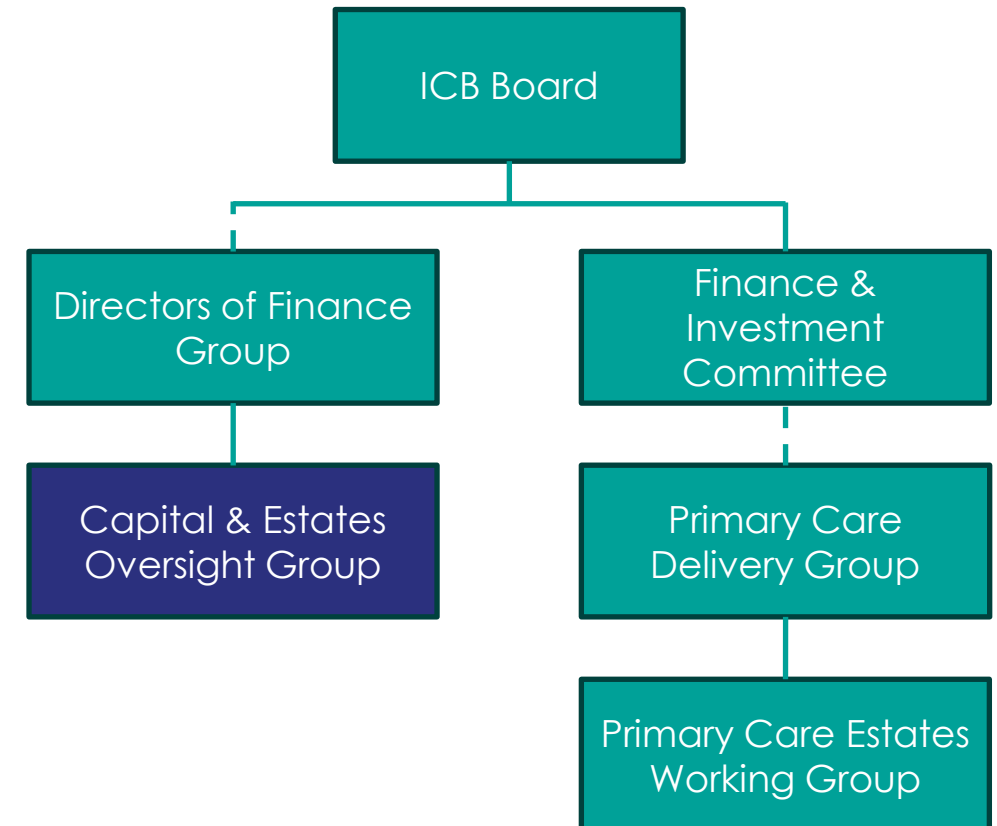 ICB Board
Directors of Finance
Group
Finance &
Investment
Committee
Capital & Estates
Oversight Group
Primary Care
Delivery Group
Primary Care Estates
Working Group